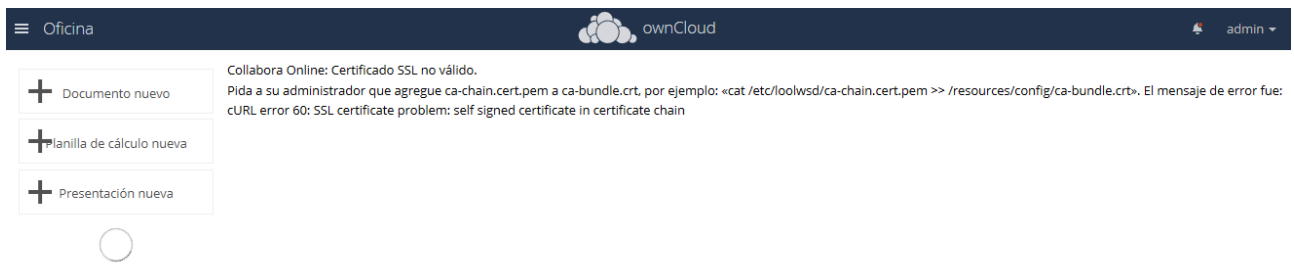 Oficina
ownCloud
admin
Documento nuevo
Planilla de cálculo nueva
Presentación nueva
Collabora Online: Certificado SSL no válido.
Pida a su administrador que agregue ca-chain.cert.pem a ca-bundle.crt, por ejemplo: «cat /etc/loolwsd/ca-chain.cert.pem >> /resources/config/ca-bundle.crt». El mensaje de error fue:
cURL error 60: SSL certificate problem: self signed certificate in certificate chain